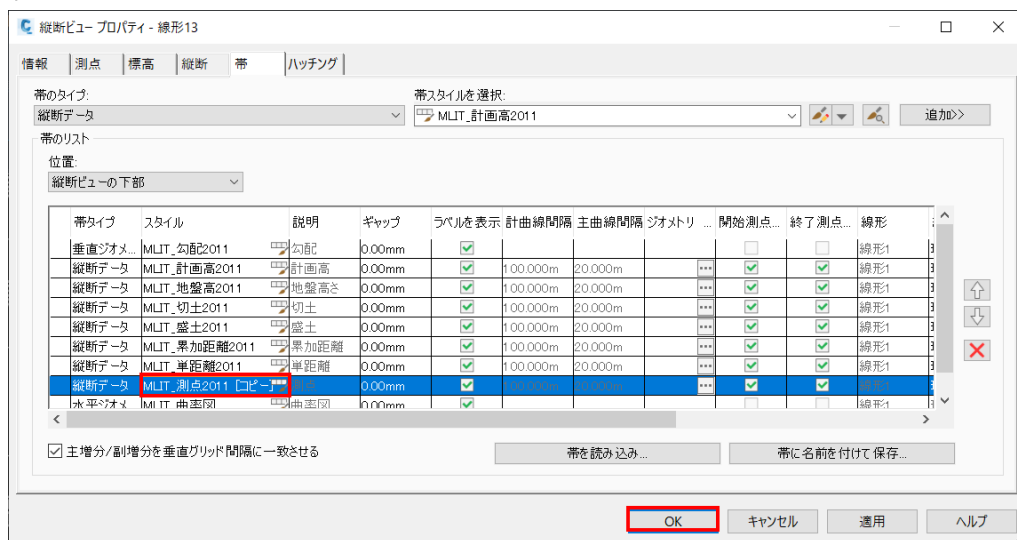 縦断ビュー プロパティ - 線形13
情報 測点 標高 縦断 帯 ハッチング
帯のタイプ: 帯スタイルを選択:
縦断データ MLIT_計画高2011 追加>>
帯のリスト
位置:
縦断ビューの下部
帯タイプ スタイル 説明 ギャップ ラベルを表示 計曲線間隔 主曲線間隔 ジオメトリ ... 開始測点... 終了測点... 線形
垂直ジオメ... MLIT_勾配2011 勾配 0.00mm 線形1
縦断データ MLIT_計画高2011 計画高 0.00mm 100.000m 20.000m ... 線形1
縦断データ MLIT_地盤高2011 地盤高さ 0.00mm 100.000m 20.000m ... 線形1
縦断データ MLIT_切土2011 切土 0.00mm 100.000m 20.000m ... 線形1
縦断データ MLIT_盛土2011 盛土 0.00mm 100.000m 20.000m ... 線形1
縦断データ MLIT_累加距離2011 累加距離 0.00mm 100.000m 20.000m ... 線形1
縦断データ MLIT_単距離2011 単距離 0.00mm 100.000m 20.000m ... 線形1
縦断データ MLIT_測点2011 [コピー] 測点 0.00mm 100.000m 20.000m ... 線形1
水平ジオメ MLIT_曲率図 曲率図 0.00mm 線形1
主増分/副増分を垂直グリッド間隔に一致させる 帯を読み込み... 帯に名前を付けて保存...
OK キャンセル 適用 ヘルプ